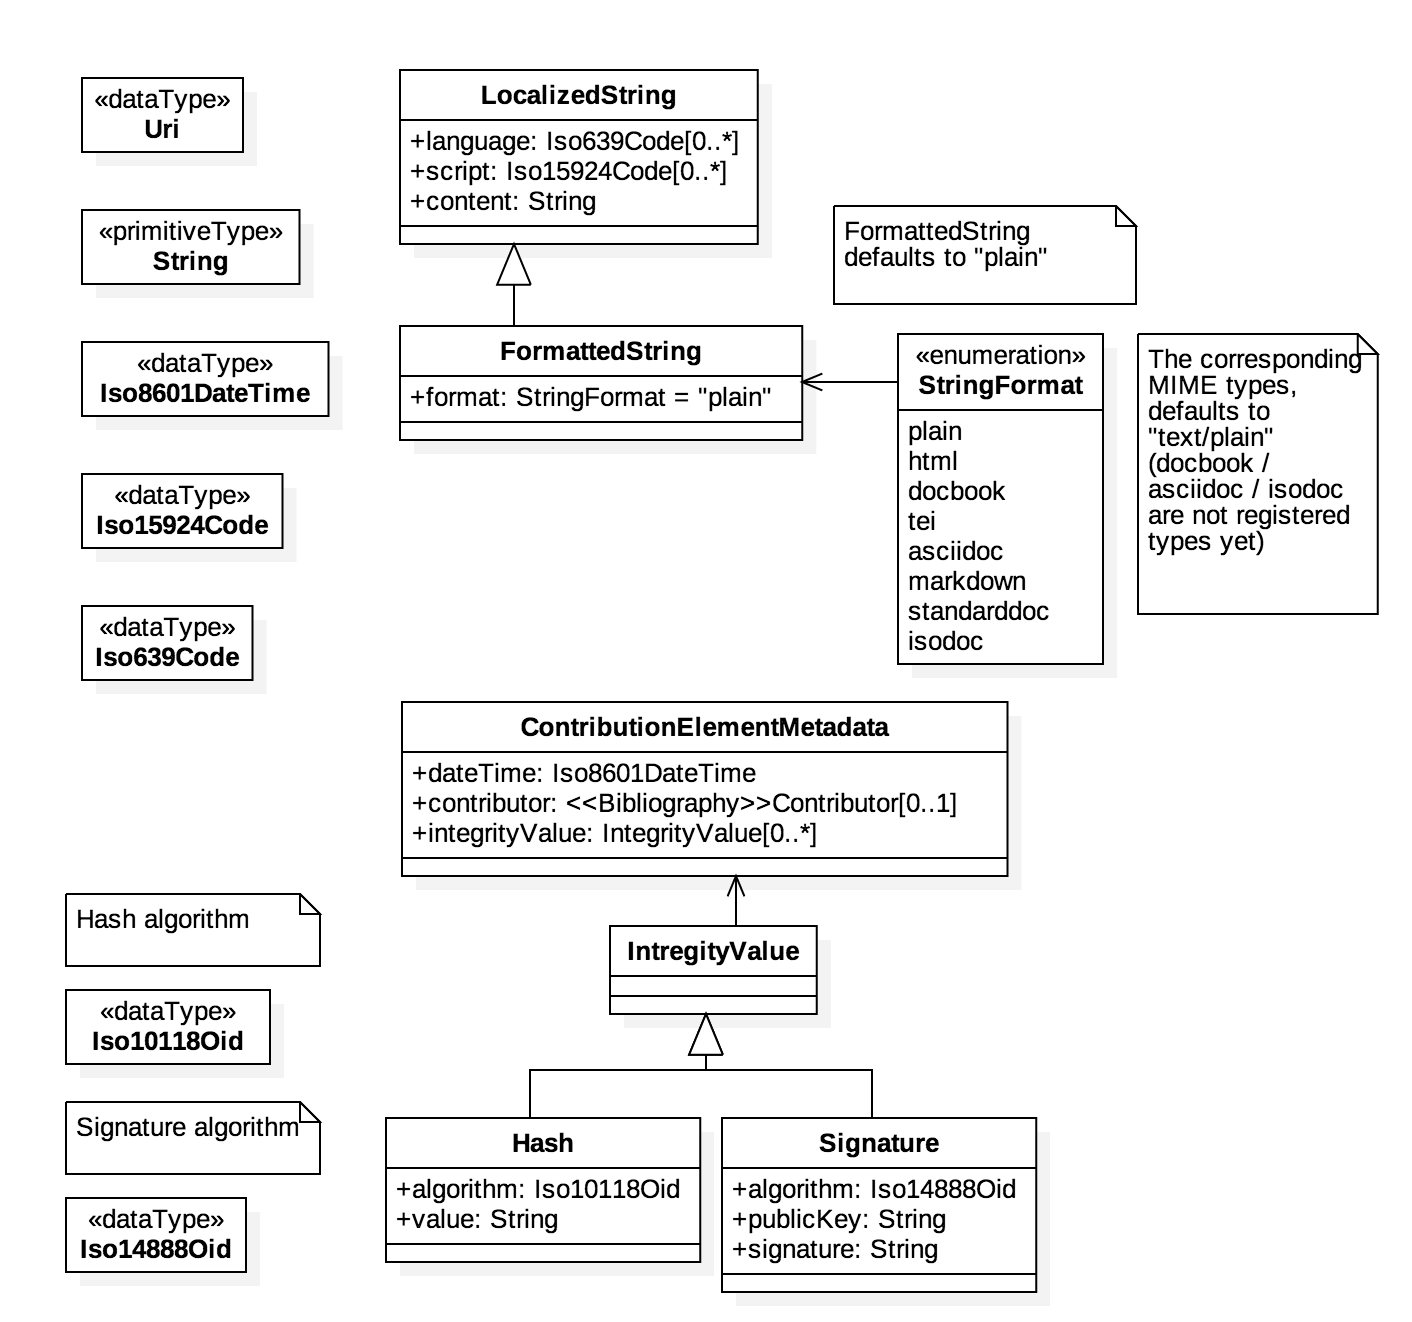 «dataType»
Uri
«primitiveType»
String
«dataType»
Iso8601DateTime
«dataType»
Iso15924Code
«dataType»
Iso639Code
LocalizedString
+language: Iso639Code[0..*]
+script: Iso15924Code[0..*]
+content: String
FormattedString
defaults to "plain"
FormattedString
+format: StringFormat = "plain"
«enumeration»
StringFormat
plain
html
docbook
tei
asciidoc
markdown
standarddoc
isodoc
The corresponding
MIME types,
defaults to
"text/plain"
(docbook /
asciidoc / isodoc
are not registered
types yet)
ContributionElementMetadata
+dateTime: Iso8601DateTime
+contributor: <<Bibliography>>Contributor[0..1]
+integrityValue: IntegrityValue[0..*]
IntregityValue
Hash algorithm
«dataType»
Iso10118Oid
Signature algorithm
«dataType»
Iso14888Oid
Hash
+algorithm: Iso10118Oid
+value: String
Signature
+algorithm: Iso14888Oid
+publicKey: String
+signature: String